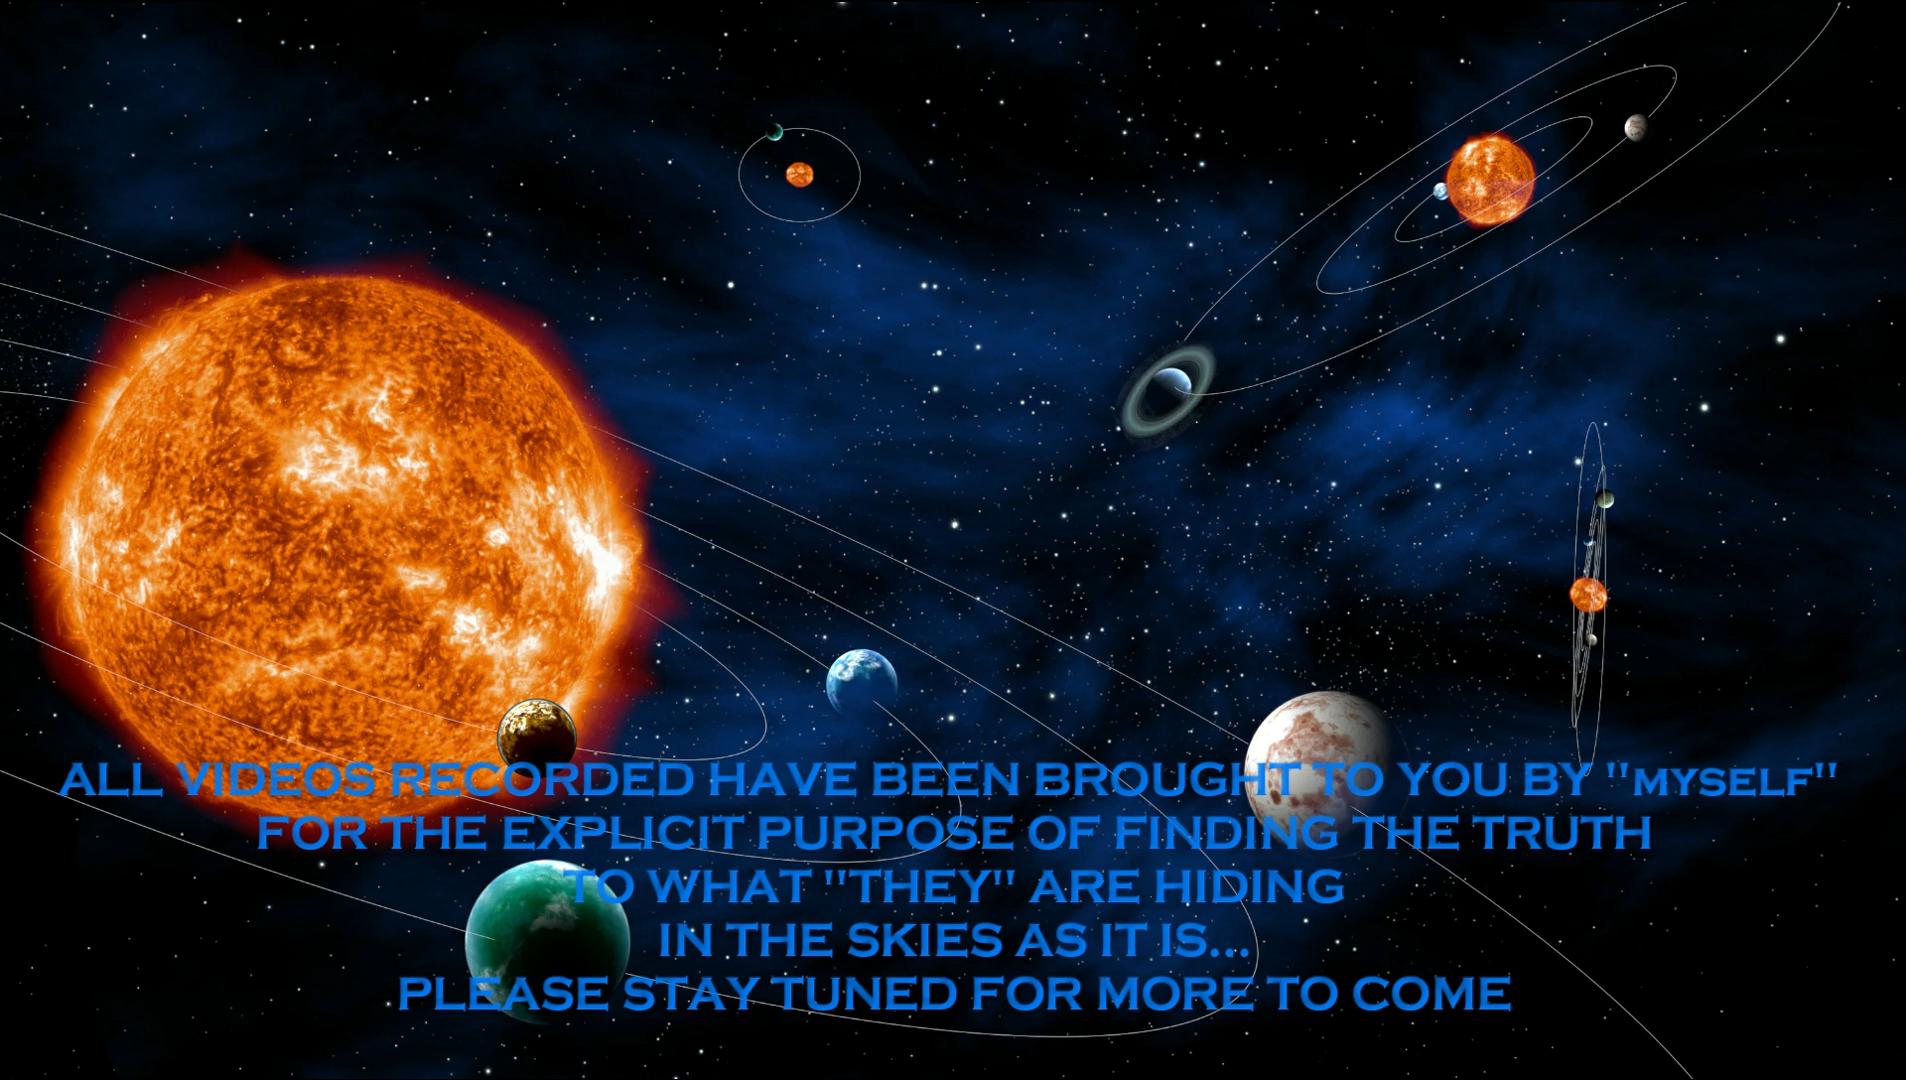 ALL VIDEOS RECORDED HAVE BEEN BROUGHT TO YOU BY "MYSELF"
FOR THE EXPLICIT PURPOSE OF FINDING THE TRUTH
TO WHAT "THEY" ARE HIDING
IN THE SKIES AS IT IS...
PLEASE STAY TUNED FOR MORE TO COME